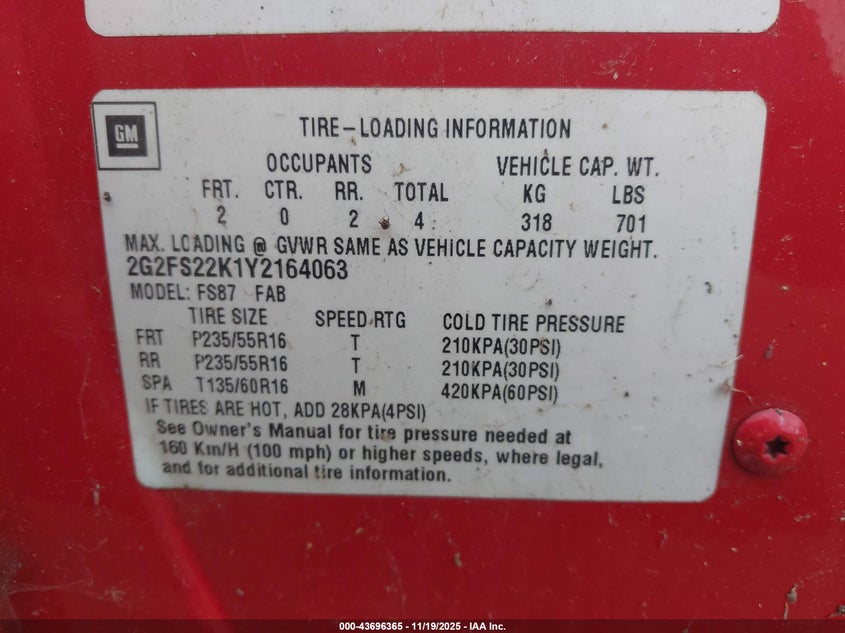 GM
TIRE-LOADING INFORMATION
OCCUPANTS VEHICLE CAP. WT.
FRT. CTR. RR. TOTAL KG LBS
2 0 2 4 318 701
MAX. LOADING @ GVWR SAME AS VEHICLE CAPACITY WEIGHT.
2G2FS22K1Y2164063
MODEL: FS87 FAB
TIRE SIZE SPEED RTG COLD TIRE PRESSURE
FRT P235/55R16 T 210KPA(30PSI)
RR P235/55R16 T 210KPA(30PSI)
SPA T135/60R16 M 420KPA(60PSI)
IF TIRES ARE HOT, ADD 28KPA(4PSI)
See Owner's Manual for tire pressure needed at
160 Km/H (100 mph) or higher speeds, where legal,
and for additional tire information.
000-43696365 - 11/19/2025 - IAA Inc.